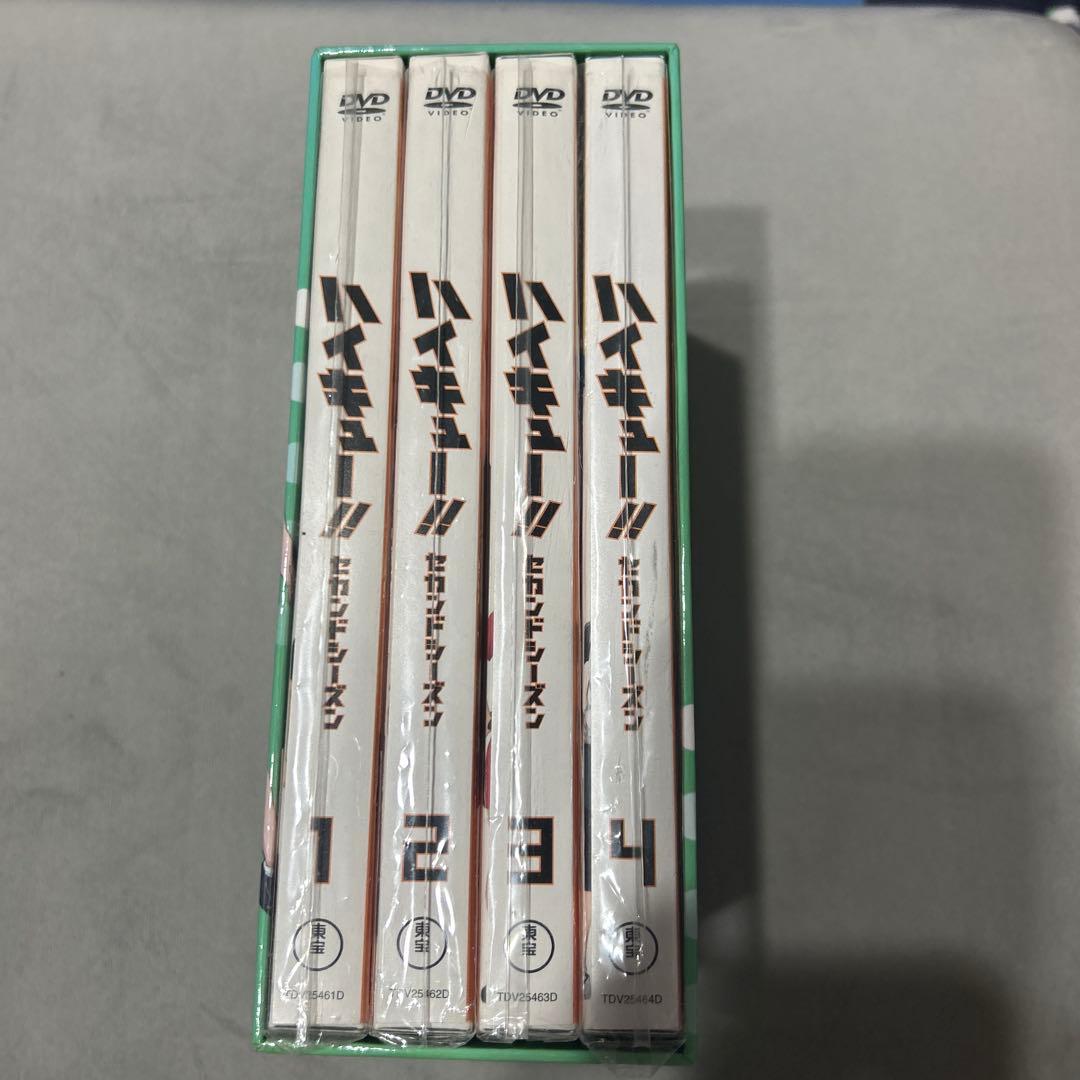 DVD
VIDEO
ハイキュー!!
セカンドシーズン
1
東宝
TDV25461D
DVD
VIDEO
ハイキュー!!
セカンドシーズン
2
東宝
TDV25462D
DVD
VIDEO
ハイキュー!!
セカンドシーズン
3
東宝
TDV25463D
DVD
VIDEO
ハイキュー!!
セカンドシーズン
4
東宝
TDV25464D